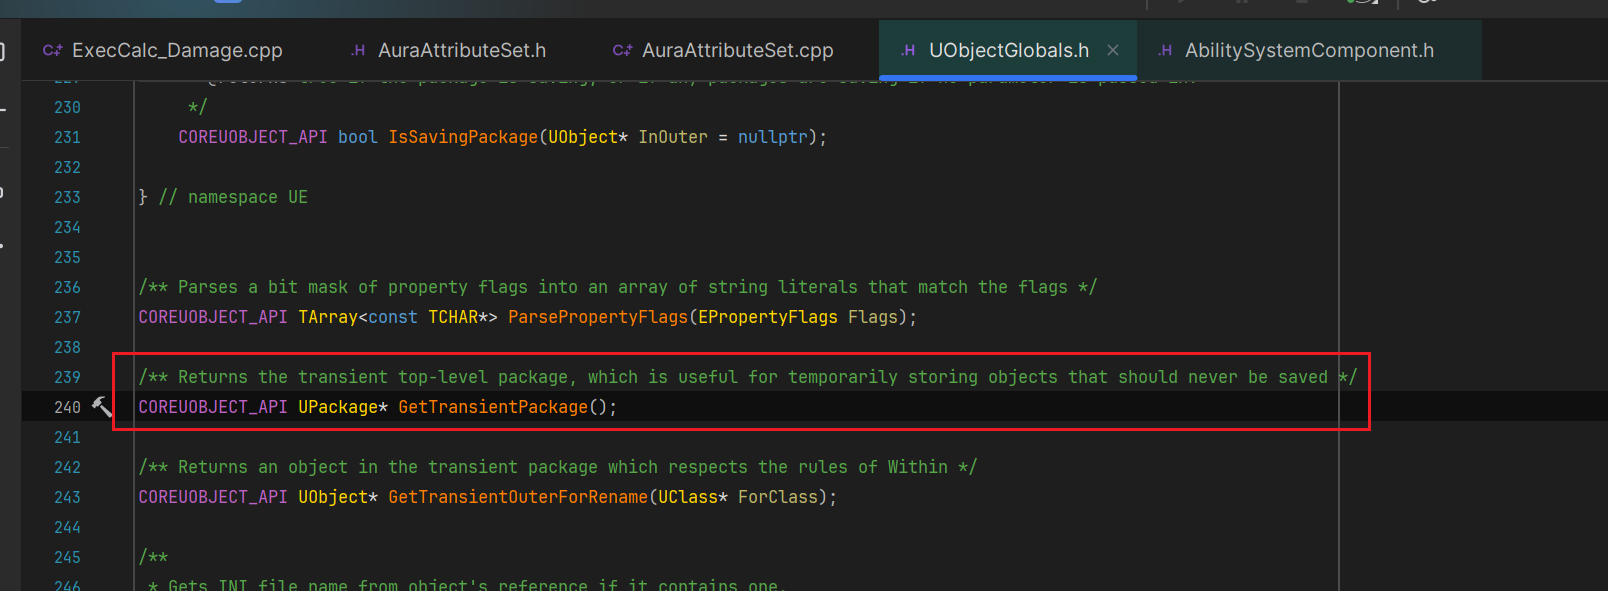 C++ ExecCalc_Damage.cpp
.H AuraAttributeSet.h
C++ AuraAttributeSet.cpp
.H UObjectGlobals.h ×
.H AbilitySystemComponent.h
230 */
231 COREUOBJECT_API bool IsSavingPackage(UObject* InOuter = nullptr);
232
233 } // namespace UE
234
235
236 /** Parses a bit mask of property flags into an array of string literals that match the flags */
237 COREUOBJECT_API TArray<const TCHAR*> ParsePropertyFlags(EPropertyFlags Flags);
238
239 /** Returns the transient top-level package, which is useful for temporarily storing objects that should never be saved */
240 COREUOBJECT_API UPackage* GetTransientPackage();
241
242 /** Returns an object in the transient package which respects the rules of Within */
243 COREUOBJECT_API UObject* GetTransientOuterForRename(UClass* ForClass);
244
245 /**
246 * Gets INI file name from object's reference if it contains one.